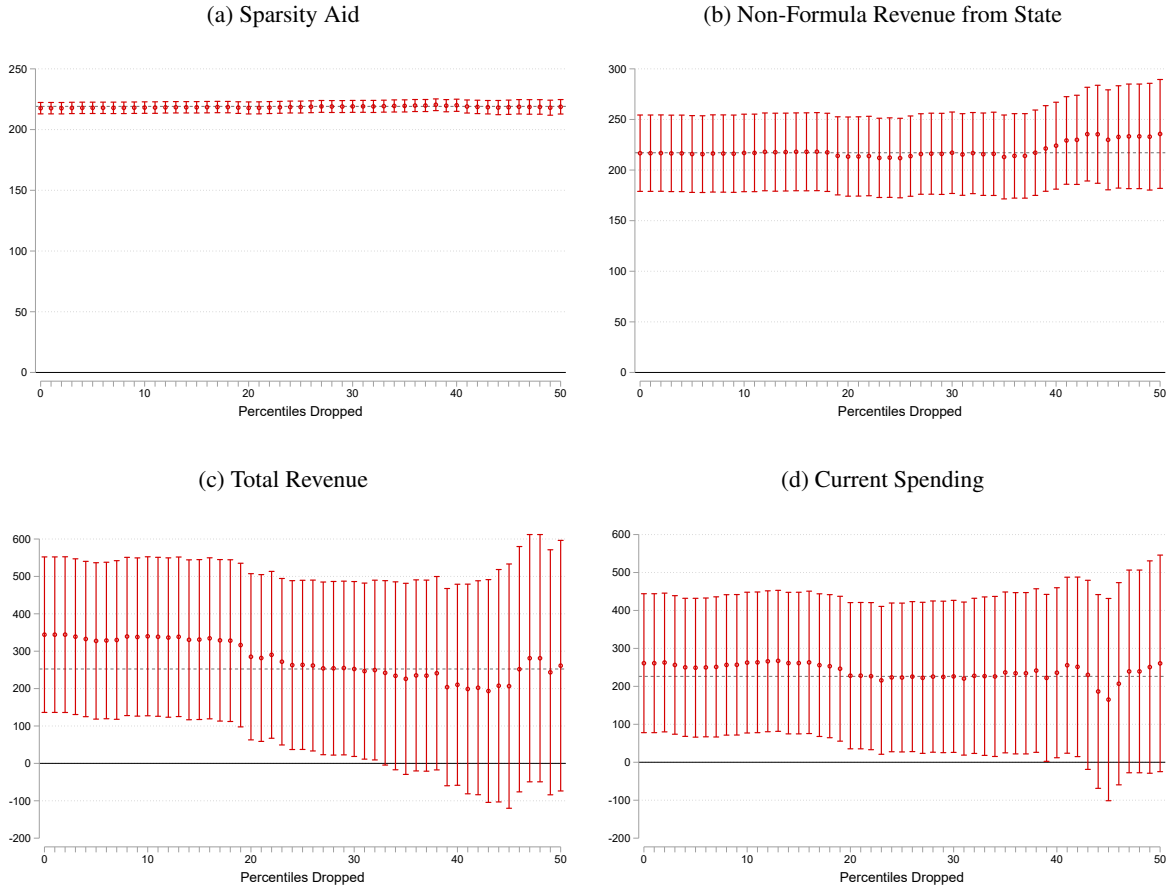 (a) Sparsity Aid
250
200
150
100
50
0
0 10 20 30 40 50
Percentiles Dropped
(b) Non-Formula Revenue from State
300
250
200
150
100
50
0
0 10 20 30 40 50
Percentiles Dropped
(c) Total Revenue
600
500
400
300
200
100
0
-100
-200
0 10 20 30 40 50
Percentiles Dropped
(d) Current Spending
600
500
400
300
200
100
0
-100
-200
0 10 20 30 40 50
Percentiles Dropped